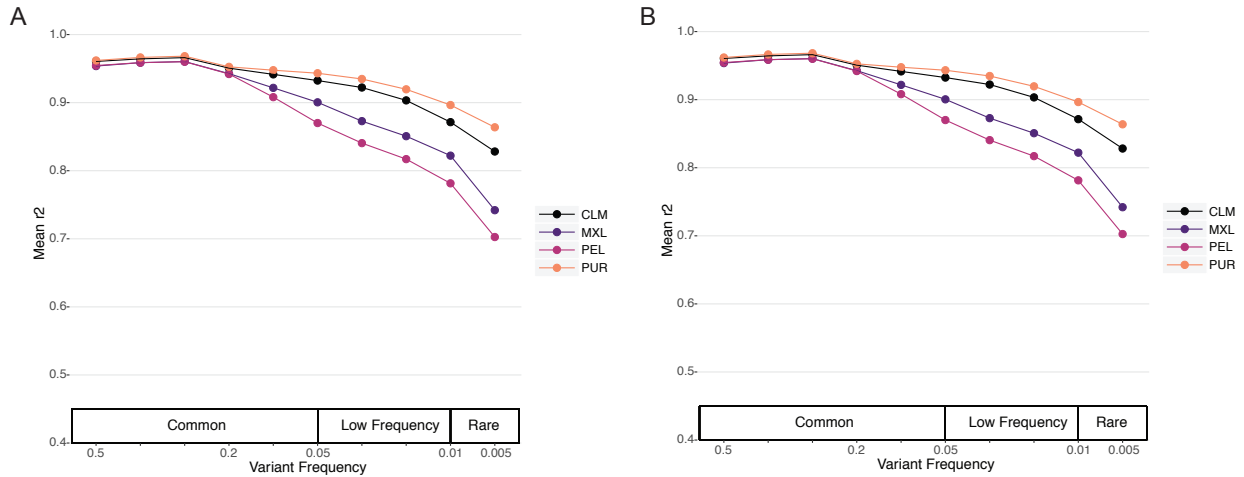 A
1.0
0.9
0.8
0.7
0.6
0.5
0.4
Mean r2
Common
Low Frequency
Rare
0.5
0.2
0.05
0.01
0.005
Variant Frequency
CLM
MXL
PEL
PUR
B
1.0
0.9
0.8
0.7
0.6
0.5
0.4
Mean r2
Common
Low Frequency
Rare
0.5
0.2
0.05
0.01
0.005
Variant Frequency
CLM
MXL
PEL
PUR